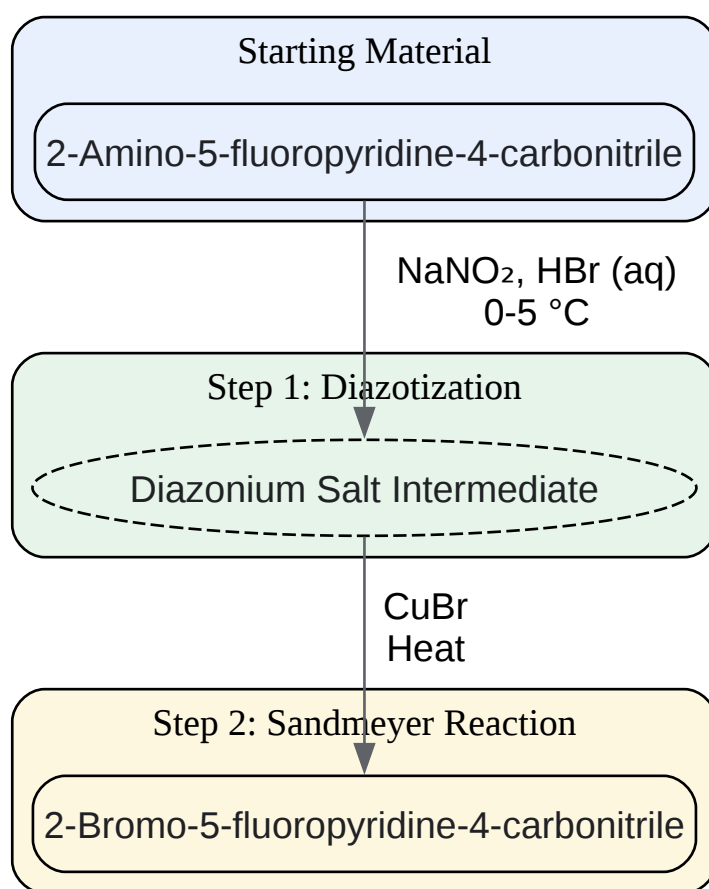 Starting Material
2-Amino-5-fluoropyridine-4-carbonitrile
NaNO₂, HBr (aq)
0-5 °C
Step 1: Diazotization
Diazonium Salt Intermediate
CuBr
Heat
Step 2: Sandmeyer Reaction
2-Bromo-5-fluoropyridine-4-carbonitrile